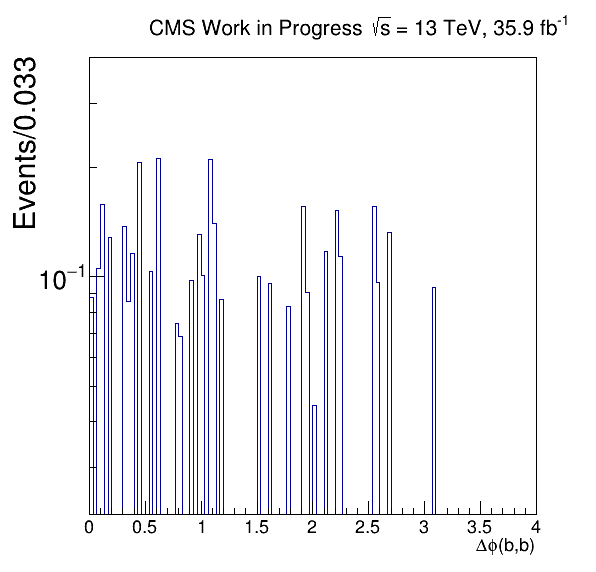 CMS Work in Progress √s = 13 TeV, 35.9 fb⁻¹
Events/0.033
10⁻¹
0 0.5 1 1.5 2 2.5 3 3.5 4
Δϕ(b,b)